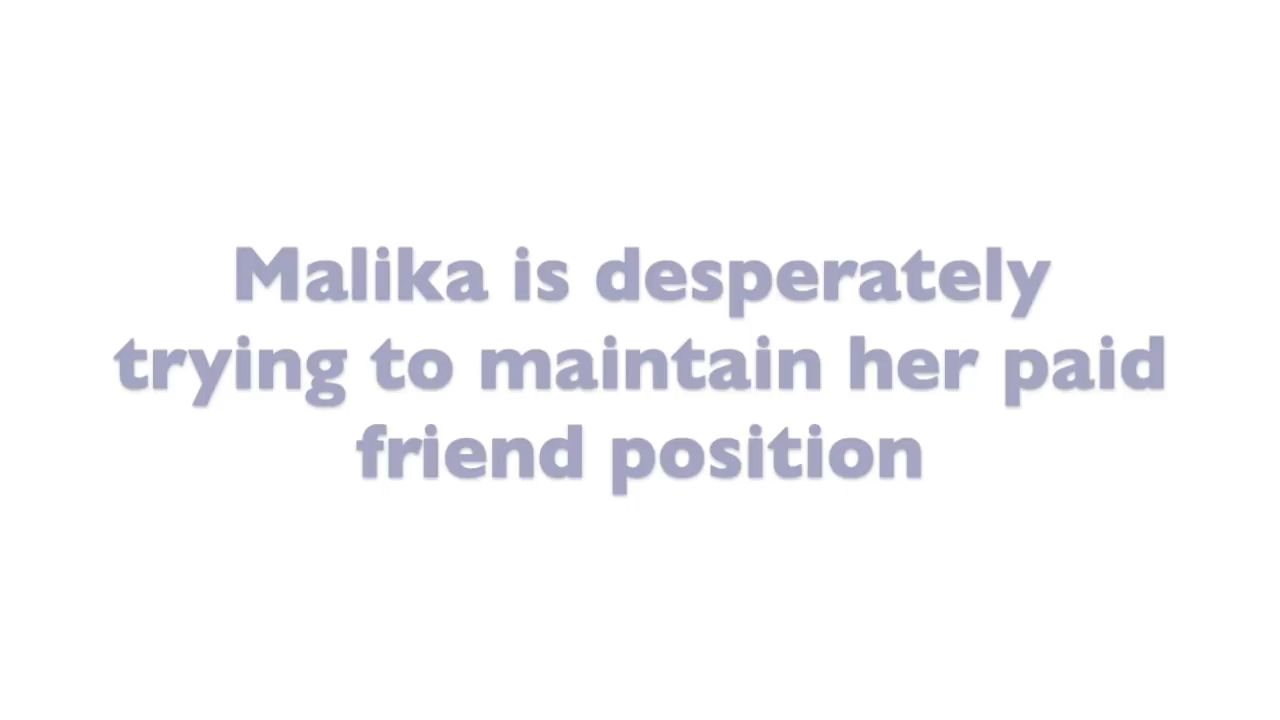 Malika is desperately
trying to maintain her paid
friend position